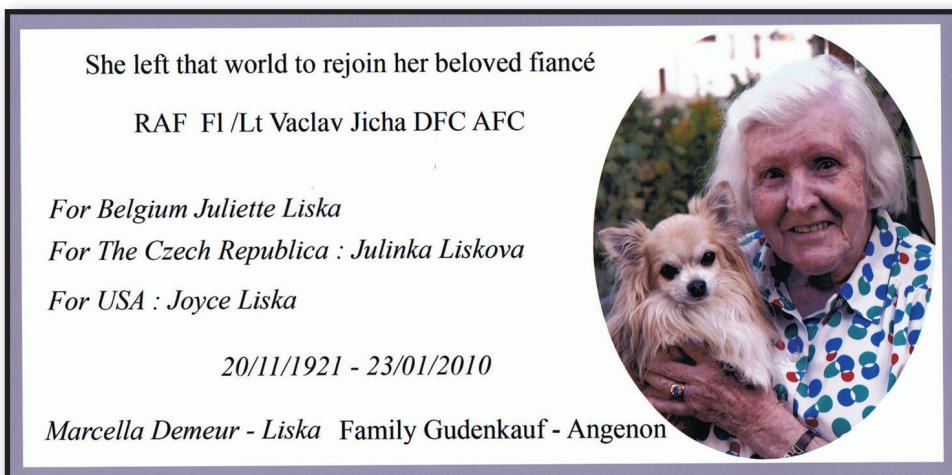 She left that world to rejoin her beloved fiancé
RAF Fl /Lt Vaclav Jicha DFC AFC
For Belgium Juliette Liska
For The Czech Republica : Julinka Liskova
For USA : Joyce Liska
20/11/1921 - 23/01/2010
Marcella Demeur - Liska Family Gudenkauf - Angenon